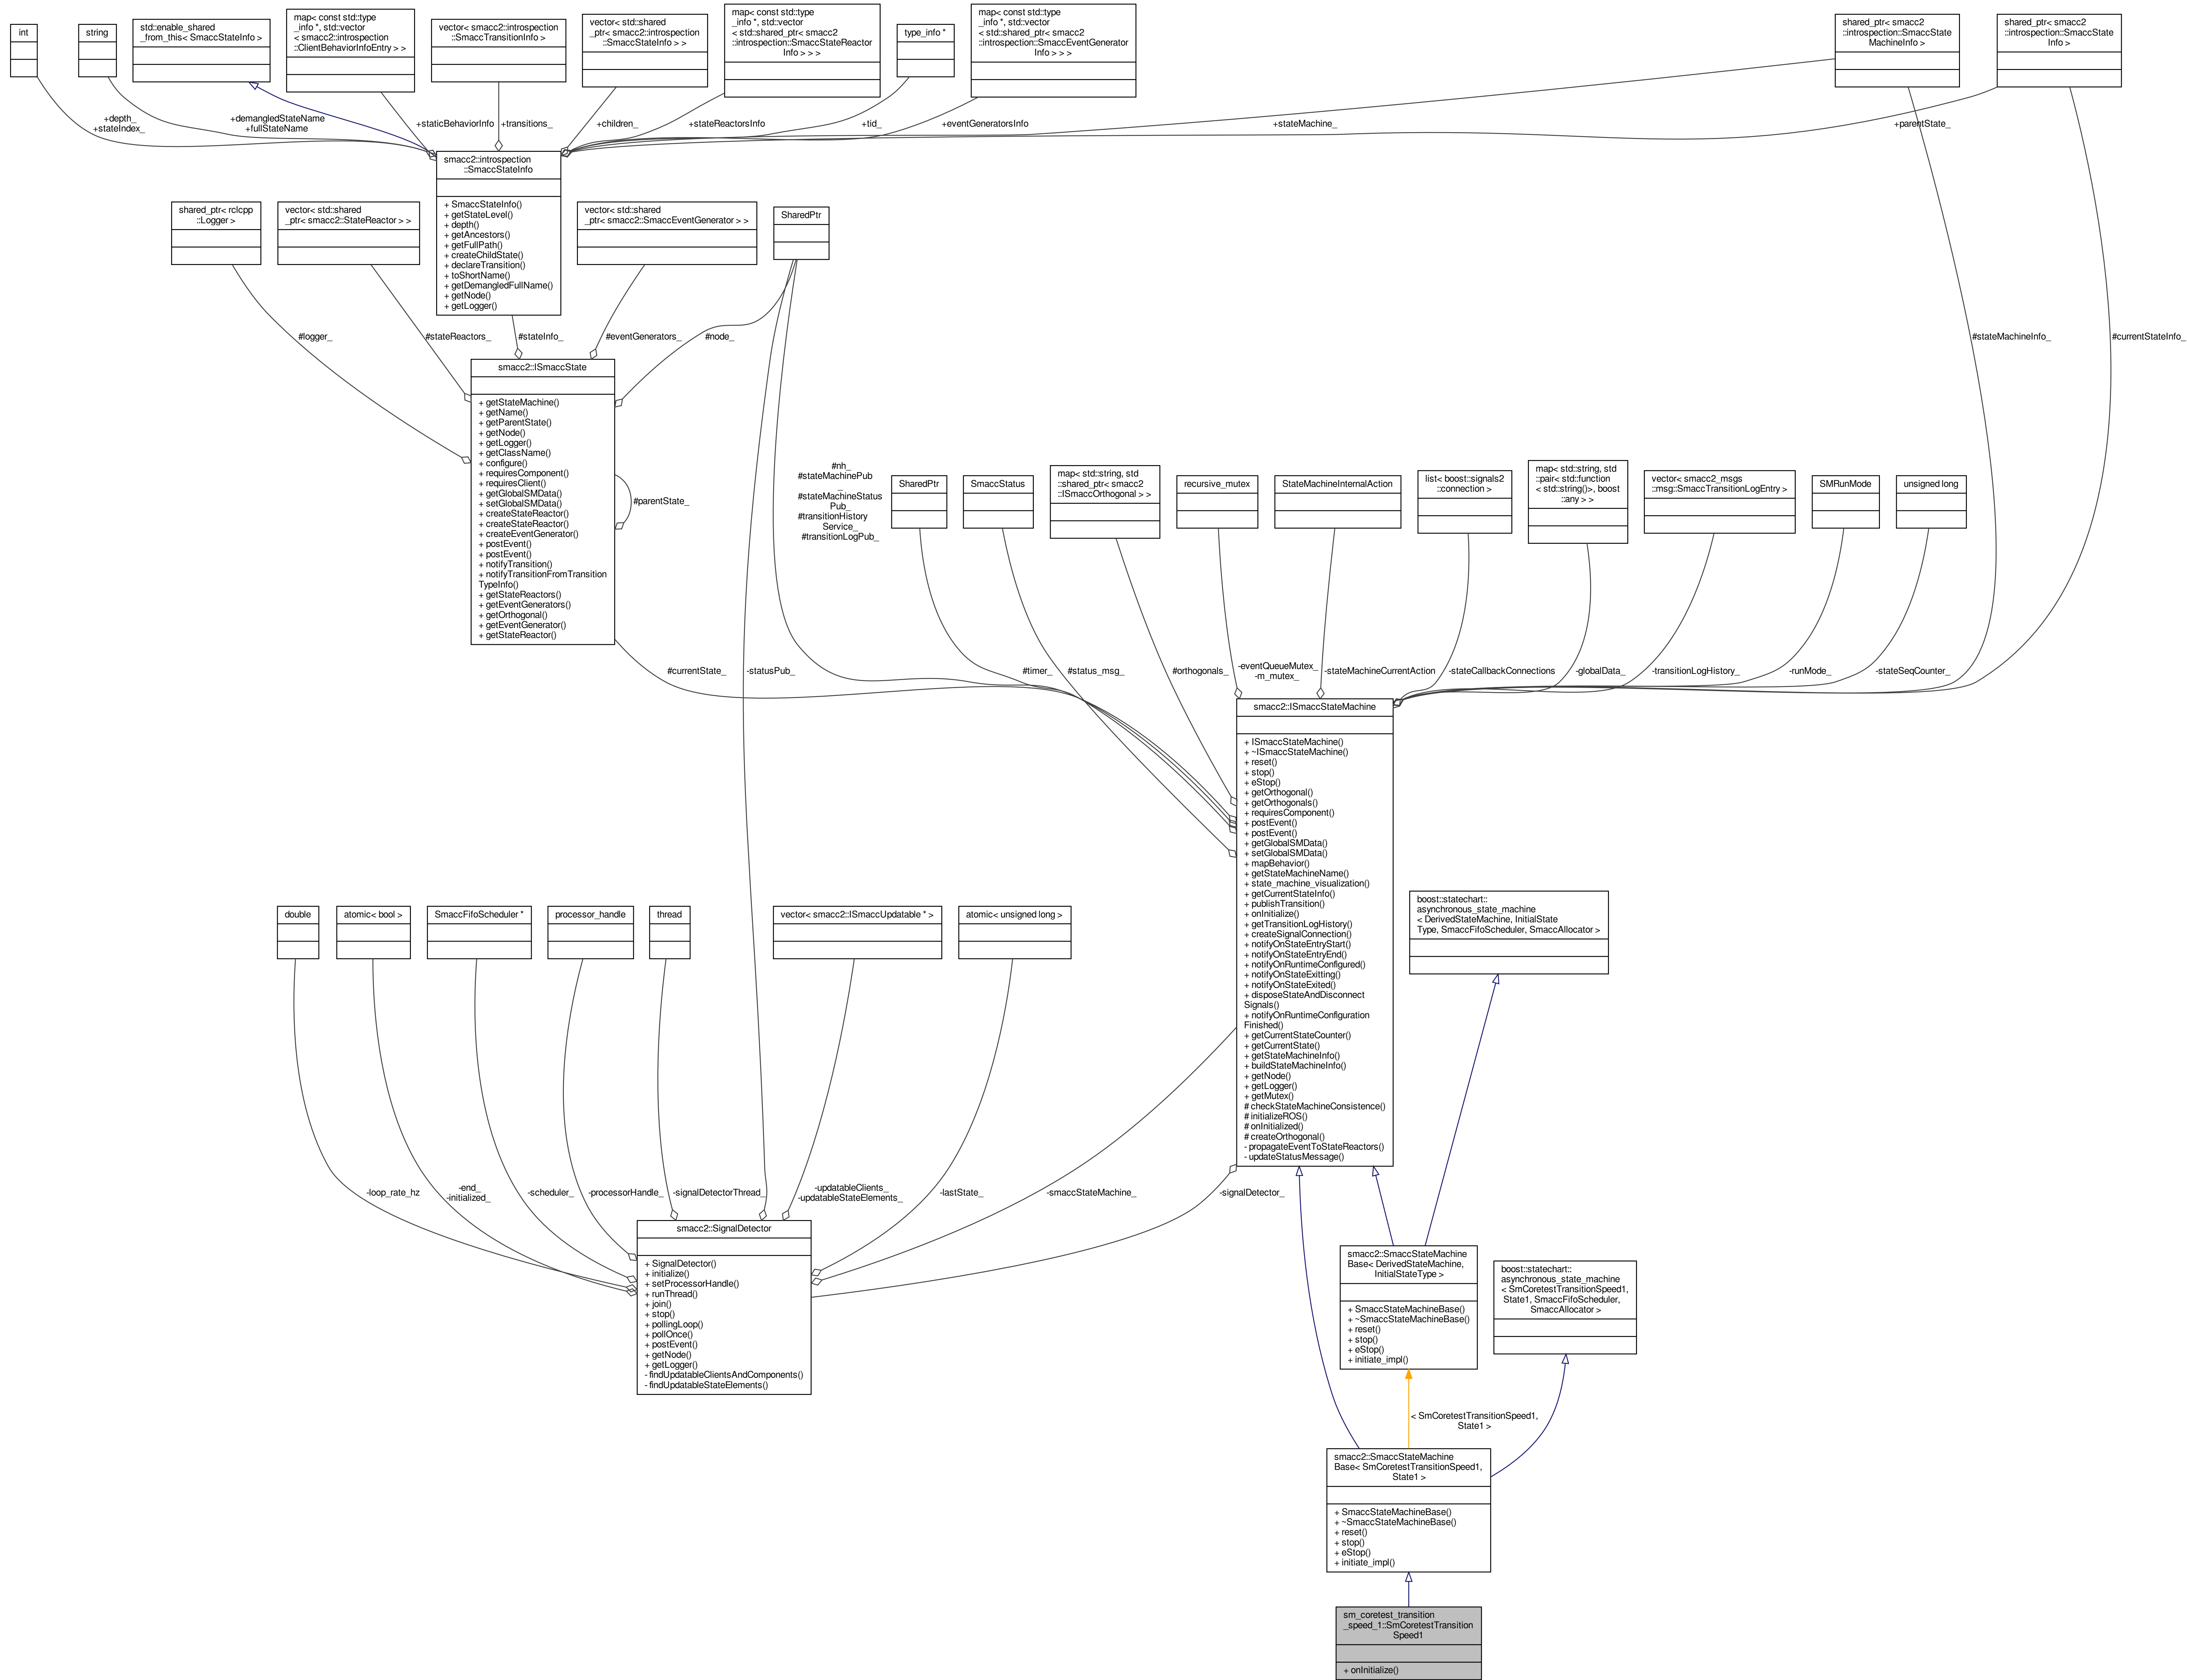 int
string
std::enable_shared
_from_this< SmaccStateInfo >
map< const std::type
_info *, std::vector
< smacc2::introspection
::ClientBehaviorInfoEntry > >
vector< smacc2::introspection
::SmaccTransitionInfo >
vector< std::shared
_ptr< smacc2::introspection
::SmaccStateInfo > >
map< const std::type
_info *, std::vector
< std::shared_ptr< smacc2
::introspection::SmaccStateReactor
Info > > >
type_info *
map< const std::type
_info *, std::vector
< std::shared_ptr< smacc2
::introspection::SmaccEventGenerator
Info > > >
shared_ptr< smacc2
::introspection::SmaccState
MachineInfo >
shared_ptr< smacc2
::introspection::SmaccState
Info >
+depth_
+stateIndex_
+demangledStateName
+fullStateName
+staticBehaviorInfo
+transitions_
+children_
+stateReactorsInfo
+tid_
+eventGeneratorsInfo
+stateMachine_
+parentState_
smacc2::introspection
::SmaccStateInfo
+ SmaccStateInfo()
+ getStateLevel()
+ depth()
+ getAncestors()
+ getFullPath()
+ createChildState()
+ declareTransition()
+ toShortName()
+ getDemangledFullName()
+ getNode()
+ getLogger()
shared_ptr< rclcpp
::Logger >
vector< std::shared
_ptr< smacc2::StateReactor > >
vector< std::shared
_ptr< smacc2::SmaccEventGenerator > >
SharedPtr
#logger_
#stateReactors_
#stateInfo_
#eventGenerators_
#node_
#stateMachineInfo_
#currentStateInfo_
smacc2::ISmaccState
+ getStateMachine()
+ getName()
+ getParentState()
+ getNode()
+ getLogger()
+ getClassName()
+ configure()
+ requiresComponent()
+ requiresClient()
+ getGlobalSMData()
+ setGlobalSMData()
+ createStateReactor()
+ createStateReactor()
+ createEventGenerator()
+ postEvent()
+ postEvent()
+ notifyTransition()
+ notifyTransitionFromTransition
TypeInfo()
+ getStateReactors()
+ getEventGenerators()
+ getOrthogonal()
+ getEventGenerator()
+ getStateReactor()
#parentState_
#nh_
#stateMachinePub
_
#stateMachineStatus
Pub_
#transitionHistory
Service_
#transitionLogPub_
SharedPtr
SmaccStatus
map< std::string, std
::shared_ptr< smacc2
::ISmaccOrthogonal > >
recursive_mutex
StateMachineInternalAction
list< boost::signals2
::connection >
map< std::string, std
::pair< std::function
< std::string()>, boost
::any > >
vector< smacc2_msgs
::msg::SmaccTransitionLogEntry >
SMRunMode
unsigned long
#currentState_
-statusPub_
#timer_
#status_msg_
#orthogonals_
-eventQueueMutex_
-m_mutex_
-stateMachineCurrentAction
-stateCallbackConnections
-globalData_
-transitionLogHistory_
-runMode_
-stateSeqCounter_
smacc2::ISmaccStateMachine
+ ISmaccStateMachine()
+ ~ISmaccStateMachine()
+ reset()
+ stop()
+ eStop()
+ getOrthogonal()
+ getOrthogonals()
+ requiresComponent()
+ postEvent()
+ postEvent()
+ getGlobalSMData()
+ setGlobalSMData()
+ mapBehavior()
+ getStateMachineName()
+ state_machine_visualization()
+ getCurrentStateInfo()
+ publishTransition()
+ onInitialize()
+ getTransitionLogHistory()
+ createSignalConnection()
+ notifyOnStateEntryStart()
+ notifyOnStateEntryEnd()
+ notifyOnRuntimeConfigured()
+ notifyOnStateExitting()
+ notifyOnStateExited()
+ disposeStateAndDisconnect
Signals()
+ notifyOnRuntimeConfiguration
Finished()
+ getCurrentStateCounter()
+ getCurrentState()
+ getStateMachineInfo()
+ buildStateMachineInfo()
+ getNode()
+ getLogger()
+ getMutex()
# checkStateMachineConsistence()
# initializeROS()
# onInitialized()
# createOrthogonal()
- propagateEventToStateReactors()
- updateStatusMessage()
double
atomic< bool >
SmaccFifoScheduler *
processor_handle
thread
vector< smacc2::ISmaccUpdatable * >
atomic< unsigned long >
boost::statechart::
asynchronous_state_machine
< DerivedStateMachine, InitialState
Type, SmaccFifoScheduler, SmaccAllocator >
-loop_rate_hz
-end_
-initialized_
-scheduler_
-processorHandle_
-signalDetectorThread_
-updatableClients_
-updatableStateElements_
-lastState_
-smaccStateMachine_
-signalDetector_
smacc2::SignalDetector
+ SignalDetector()
+ initialize()
+ setProcessorHandle()
+ runThread()
+ join()
+ stop()
+ pollingLoop()
+ pollOnce()
+ postEvent()
+ getNode()
+ getLogger()
- findUpdatableClientsAndComponents()
- findUpdatableStateElements()
smacc2::SmaccStateMachine
Base< DerivedStateMachine,
InitialStateType >
+ SmaccStateMachineBase()
+ ~SmaccStateMachineBase()
+ reset()
+ stop()
+ eStop()
+ initiate_impl()
boost::statechart::
asynchronous_state_machine
< SmCoretestTransitionSpeed1,
State1, SmaccFifoScheduler,
SmaccAllocator >
< SmCoretestTransitionSpeed1,
State1 >
smacc2::SmaccStateMachine
Base< SmCoretestTransitionSpeed1,
State1 >
+ SmaccStateMachineBase()
+ ~SmaccStateMachineBase()
+ reset()
+ stop()
+ eStop()
+ initiate_impl()
sm_coretest_transition
_speed_1::SmCoretestTransition
Speed1
+ onInitialize()